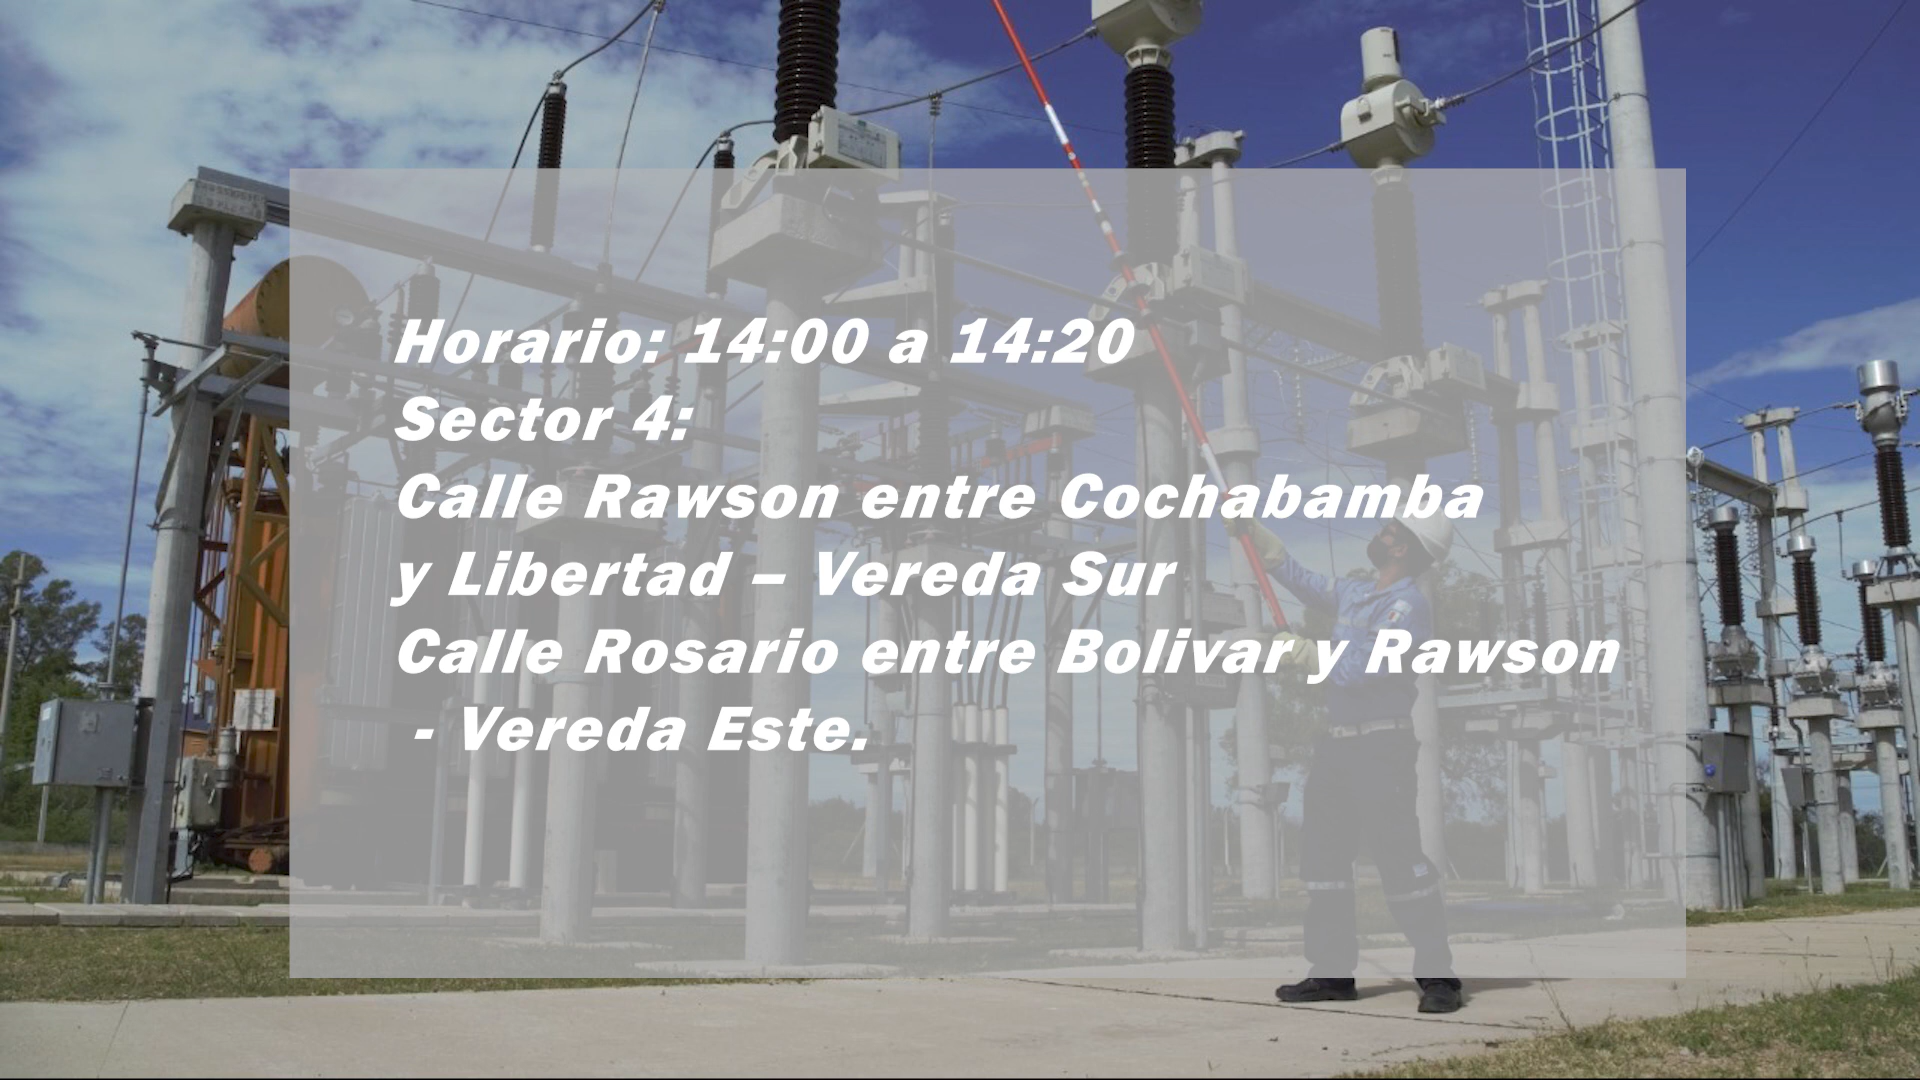 Horario: 14:00 a 14:20
Sector 4:
Calle Rawson entre Cochabamba
y Libertad – Vereda Sur
Calle Rosario entre Bolivar y Rawson
- Vereda Este.